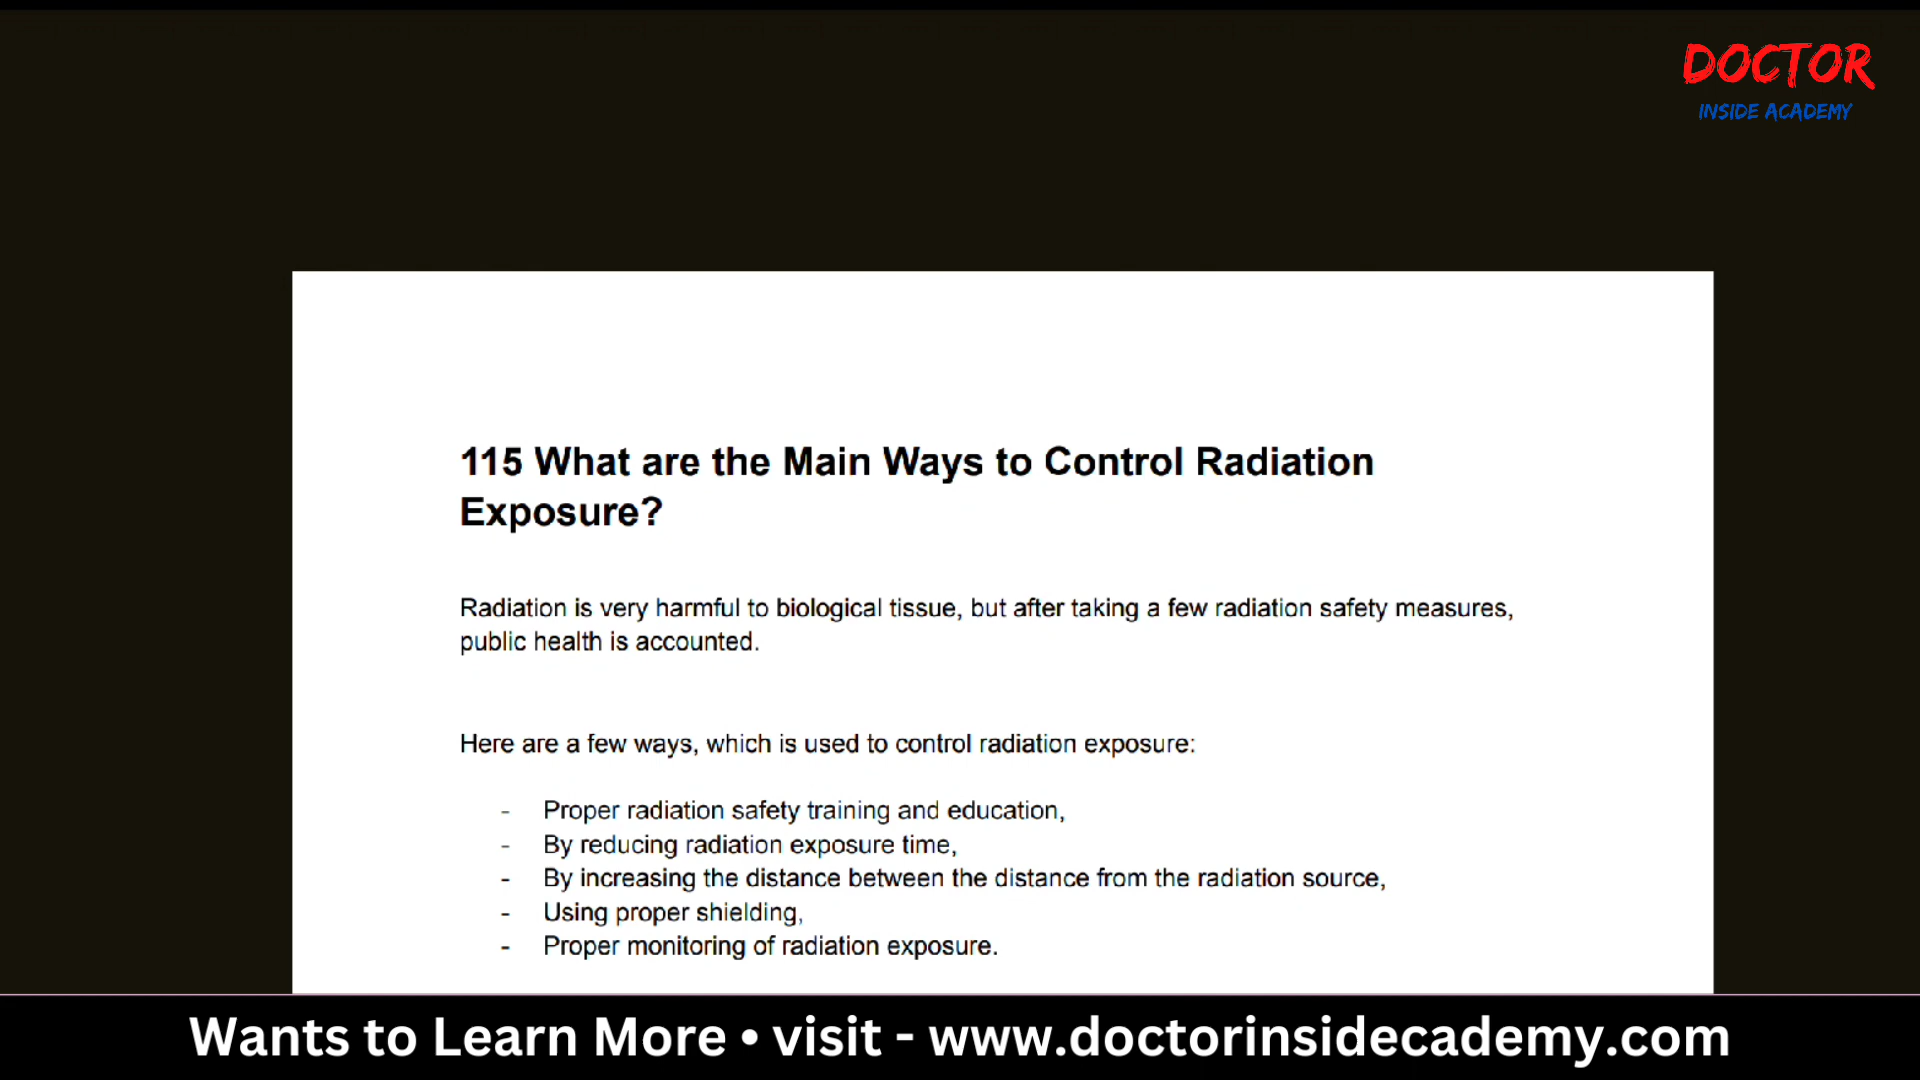 DOCTOR
INSIDE ACADEMY
115 What are the Main Ways to Control Radiation
Exposure?
Radiation is very harmful to biological tissue, but after taking a few radiation safety measures,
public health is accounted.
Here are a few ways, which is used to control radiation exposure:
- Proper radiation safety training and education,
- By reducing radiation exposure time,
- By increasing the distance between the distance from the radiation source,
- Using proper shielding,
- Proper monitoring of radiation exposure.
Wants to Learn More • visit - www.doctorinsidecademy.com